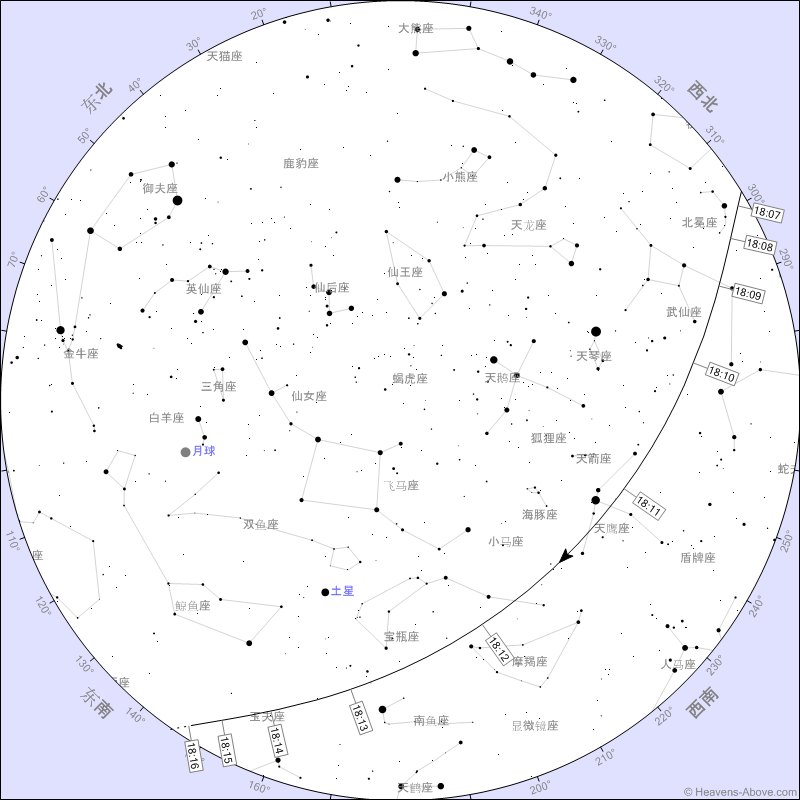 大熊座
340°
20°
330°
30°
天猫座
320°
西北
东北
40°
310°
50°
鹿豹座
小熊座
御夫座
60°
300°
18:07
天龙座
北冕座
18:08
70°
290°
仙王座
英仙座
仙后座
18:09
武仙座
金牛座
天琴座
18:10
蝎虎座
天鹅座
三角座
仙女座
白羊座
狐狸座
月球
天箭座
蛇夫
飞马座
18:11
海豚座
双鱼座
天鹰座
110°
小马座
250°
座
盾牌座
土星
120°
鲸鱼座
240°
宝瓶座
18:12
摩羯座
人马座
230°
座
东南
西南
140°
玉夫座
18:13
南鱼座
220°
显微镜座
18:14
18:15
18:16
210°
160°
200°
天鹤座
© Heavens-Above.com